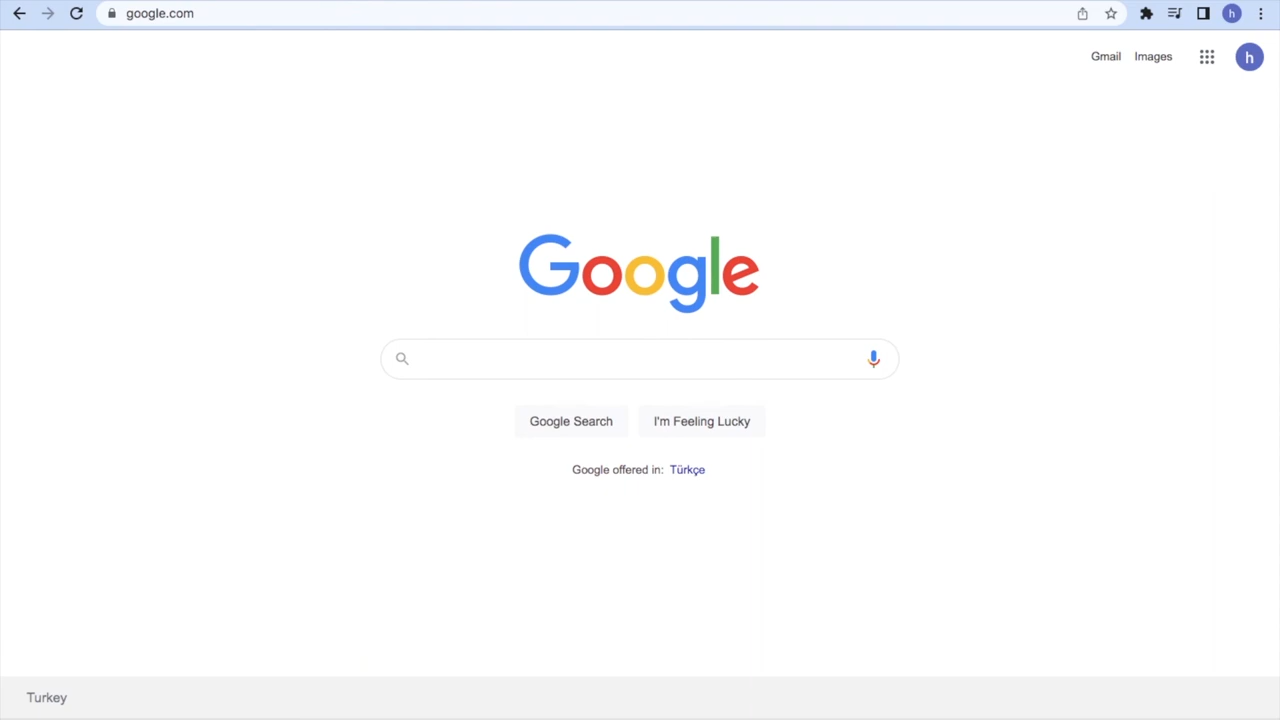 google.com
h
Gmail Images h
Google
Google Search I'm Feeling Lucky
Google offered in: Türkçe
Turkey